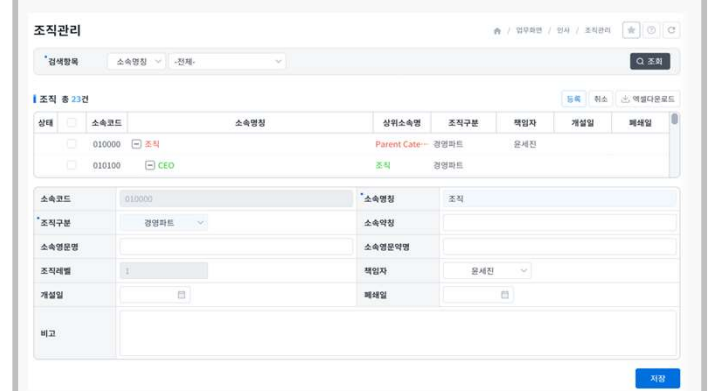 조직관리
/ 업무화면 / 인사 / 조직관리
*검색항목 소속명칭 -전체- 조회
조직 총 23건 등록 취소 엑셀다운로드
상태 소속코드 소속명칭 상위소속명 조직구분 책임자 개설일 폐쇄일
010000 조직 Parent Cate··· 경영파트 윤세진
010100 CEO 조직 경영파트
소속코드 010000 *소속명칭 조직
*조직구분 경영파트 소속약칭
소속영문명 소속영문약명
조직레벨 1 책임자 윤세진
개설일 폐쇄일
비고
저장